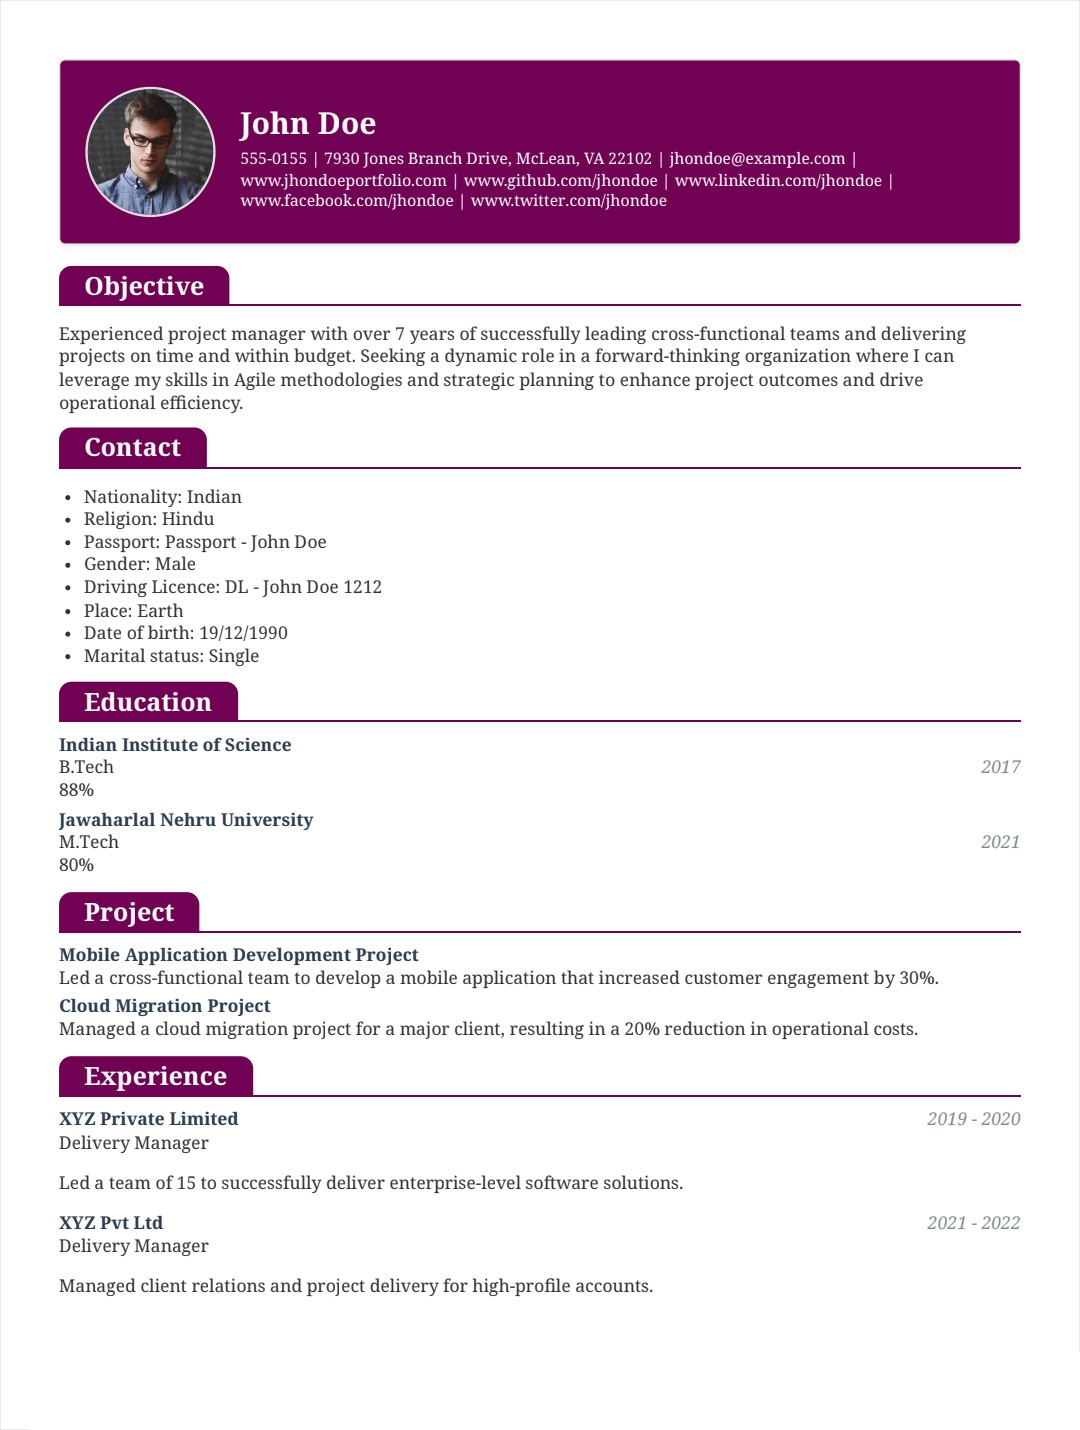 John Doe
555-0155 | 7930 Jones Branch Drive, McLean, VA 22102 | jhondoe@example.com |
www.jhondoeportfolio.com | www.github.com/jhondoe | www.linkedin.com/jhondoe |
www.facebook.com/jhondoe | www.twitter.com/jhondoe
Objective
Experienced project manager with over 7 years of successfully leading cross-functional teams and delivering
projects on time and within budget. Seeking a dynamic role in a forward-thinking organization where I can
leverage my skills in Agile methodologies and strategic planning to enhance project outcomes and drive
operational efficiency.
Contact
• Nationality: Indian
• Religion: Hindu
• Passport: Passport - John Doe
• Gender: Male
• Driving Licence: DL - John Doe 1212
• Place: Earth
• Date of birth: 19/12/1990
• Marital status: Single
Education
Indian Institute of Science
B.Tech 2017
88%
Jawaharlal Nehru University
M.Tech 2021
80%
Project
Mobile Application Development Project
Led a cross-functional team to develop a mobile application that increased customer engagement by 30%.
Cloud Migration Project
Managed a cloud migration project for a major client, resulting in a 20% reduction in operational costs.
Experience
XYZ Private Limited 2019 - 2020
Delivery Manager
Led a team of 15 to successfully deliver enterprise-level software solutions.
XYZ Pvt Ltd 2021 - 2022
Delivery Manager
Managed client relations and project delivery for high-profile accounts.